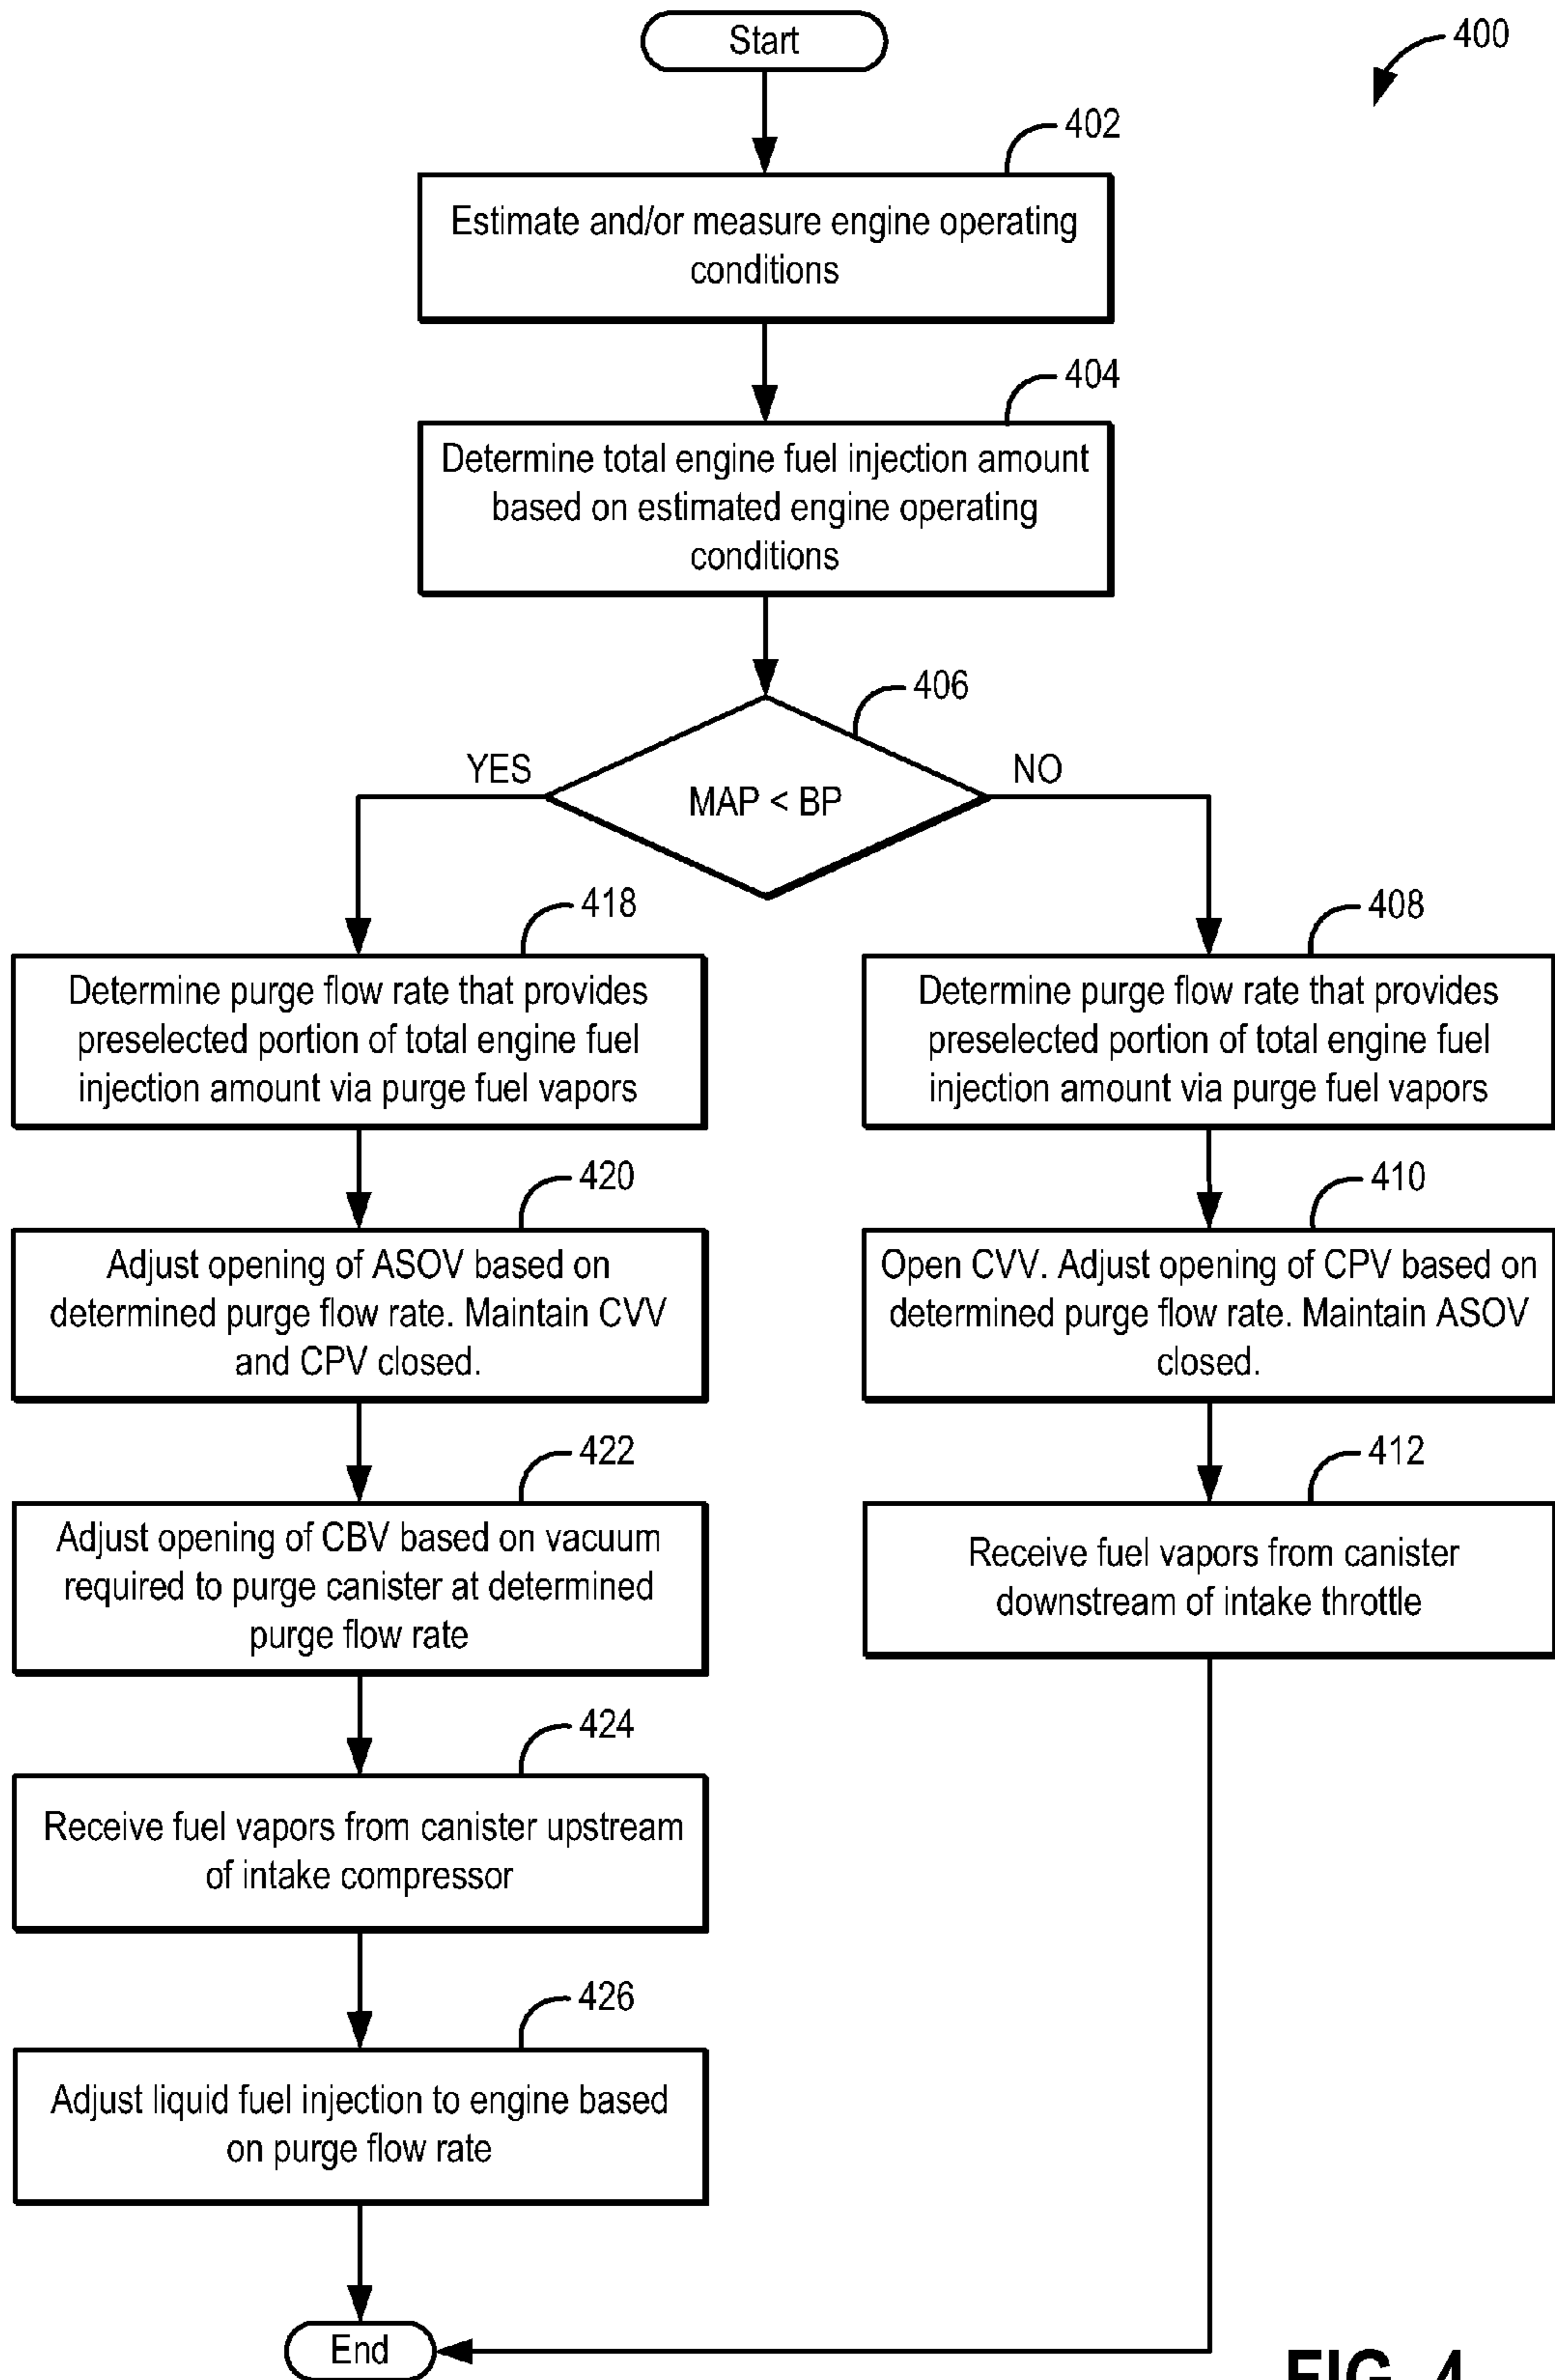 Start
400
402
Estimate and/or measure engine operating
conditions
404
Determine total engine fuel injection amount
based on estimated engine operating
conditions
406
YES
MAP < BP
NO
418
Determine purge flow rate that provides
preselected portion of total engine fuel
injection amount via purge fuel vapors
408
Determine purge flow rate that provides
preselected portion of total engine fuel
injection amount via purge fuel vapors
420
Adjust opening of ASOV based on
determined purge flow rate. Maintain CVV
and CPV closed.
410
Open CVV. Adjust opening of CPV based on
determined purge flow rate. Maintain ASOV
closed.
422
Adjust opening of CBV based on vacuum
required to purge canister at determined
purge flow rate
412
Receive fuel vapors from canister
downstream of intake throttle
424
Receive fuel vapors from canister upstream
of intake compressor
426
Adjust liquid fuel injection to engine based
on purge flow rate
End
FIG. 4